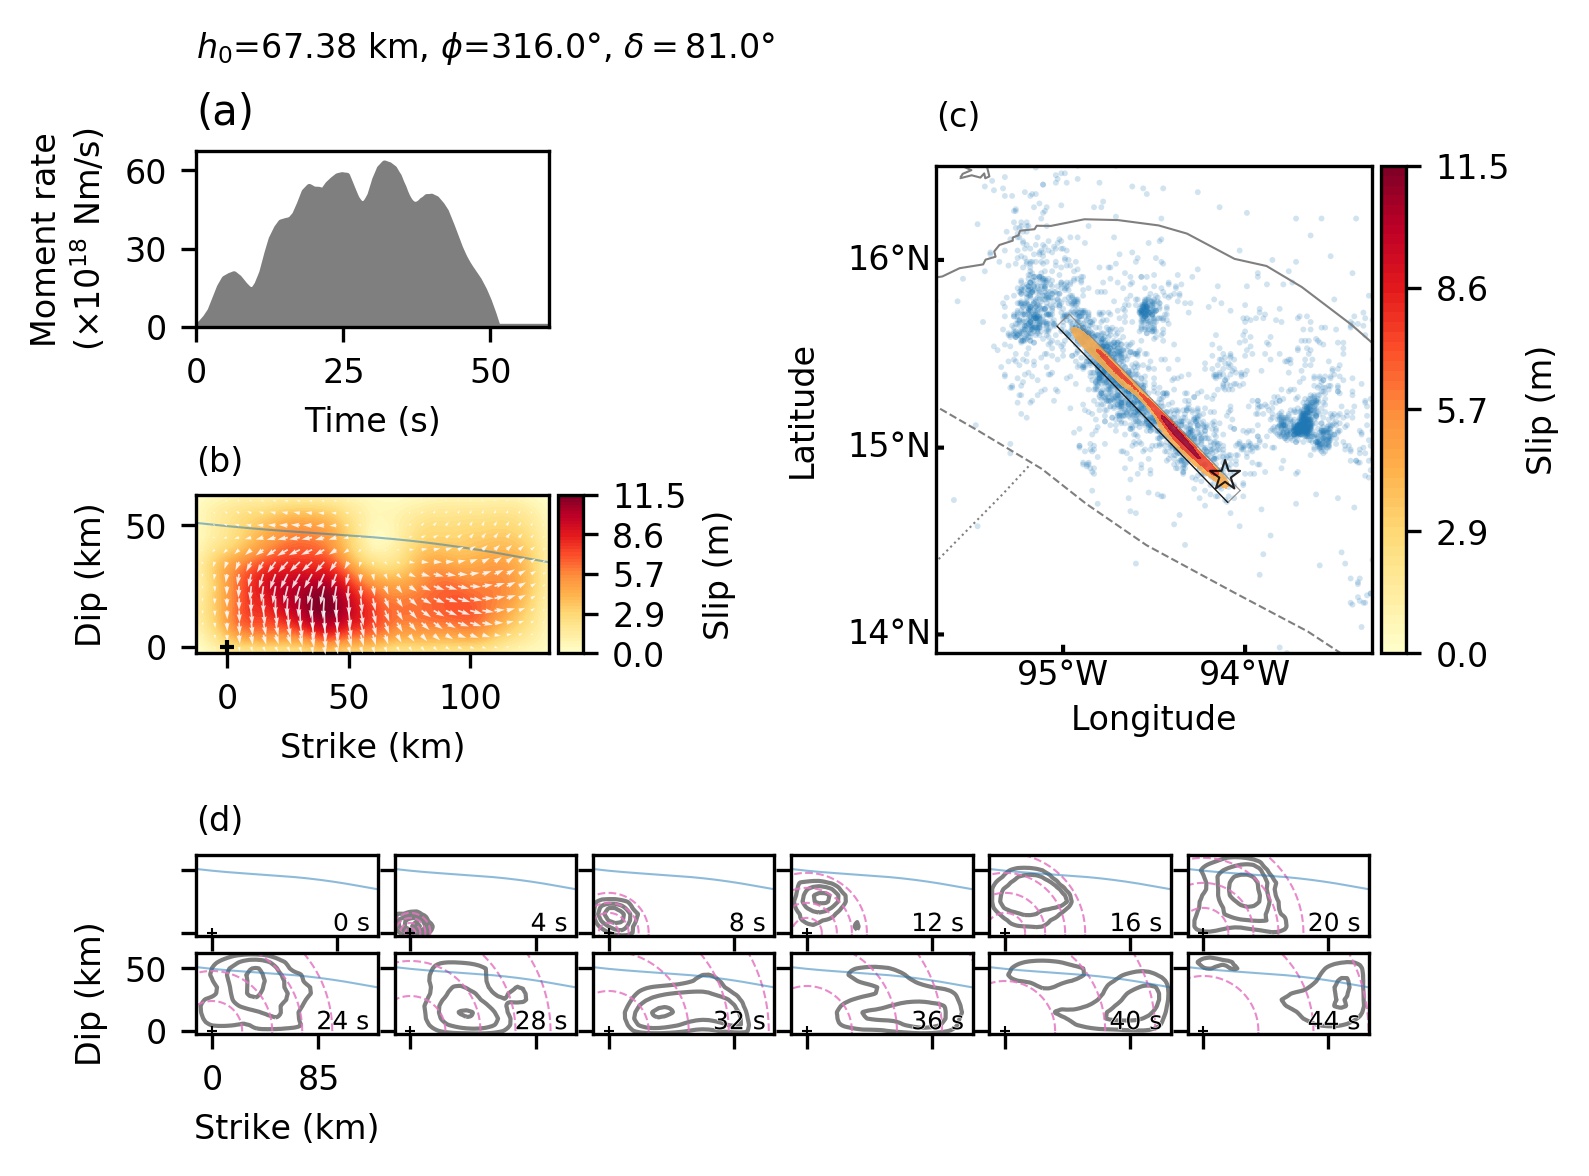 h₀=67.38 km, ϕ=316.0°, δ = 81.0°
(a)
Moment rate
(×10¹⁸ Nm/s)
60
30
0
0 25 50
Time (s)
(b)
Dip (km)
50
0
0 50 100
Strike (km)
11.5
8.6
5.7
2.9
0.0
Slip (m)
(c)
Latitude
16°N
15°N
14°N
95°W 94°W
Longitude
11.5
8.6
5.7
2.9
0.0
Slip (m)
(d)
0 s 4 s 8 s 12 s 16 s 20 s
24 s 28 s 32 s 36 s 40 s 44 s
Dip (km)
50
0
0 85
Strike (km)